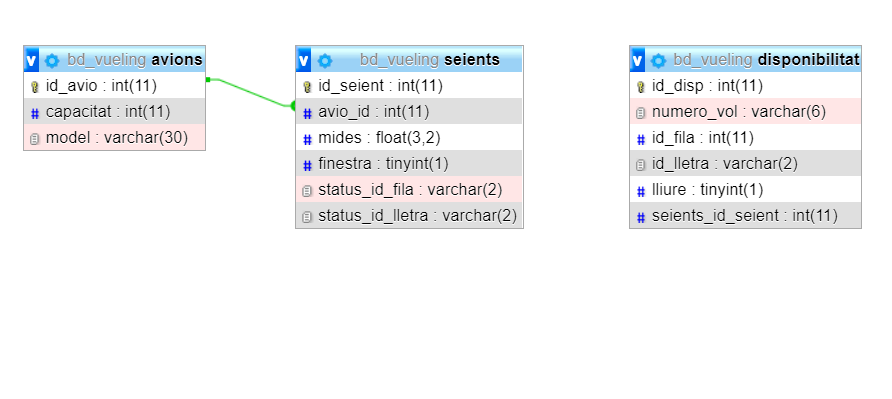 bd_vueling avions
id_avio : int(11)
capacitat : int(11)
model : varchar(30)
bd_vueling seients
id_seient : int(11)
avio_id : int(11)
mides : float(3,2)
finestra : tinyint(1)
status_id_fila : varchar(2)
status_id_lletra : varchar(2)
bd_vueling disponibilitat
id_disp : int(11)
numero_vol : varchar(6)
id_fila : int(11)
id_lletra : varchar(2)
lliure : tinyint(1)
seients_id_seient : int(11)